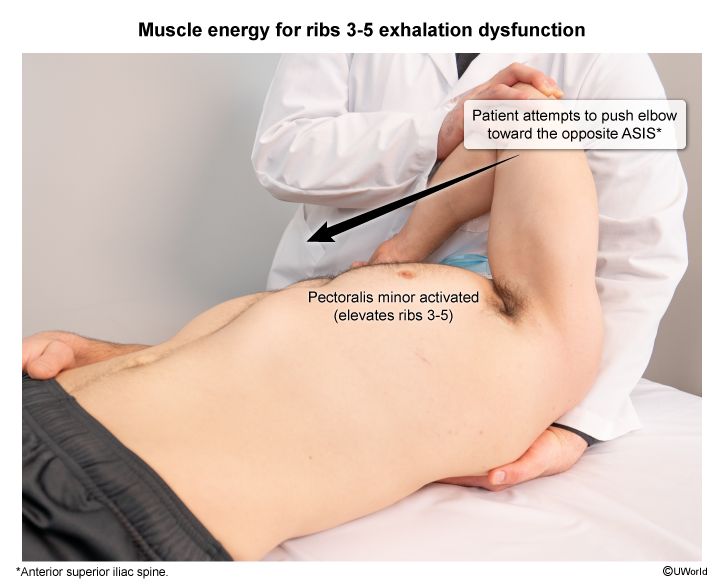 Muscle energy for ribs 3-5 exhalation dysfunction
Patient attempts to push elbow
toward the opposite ASIS*
Pectoralis minor activated
(elevates ribs 3-5)
*Anterior superior iliac spine.
©UWorld